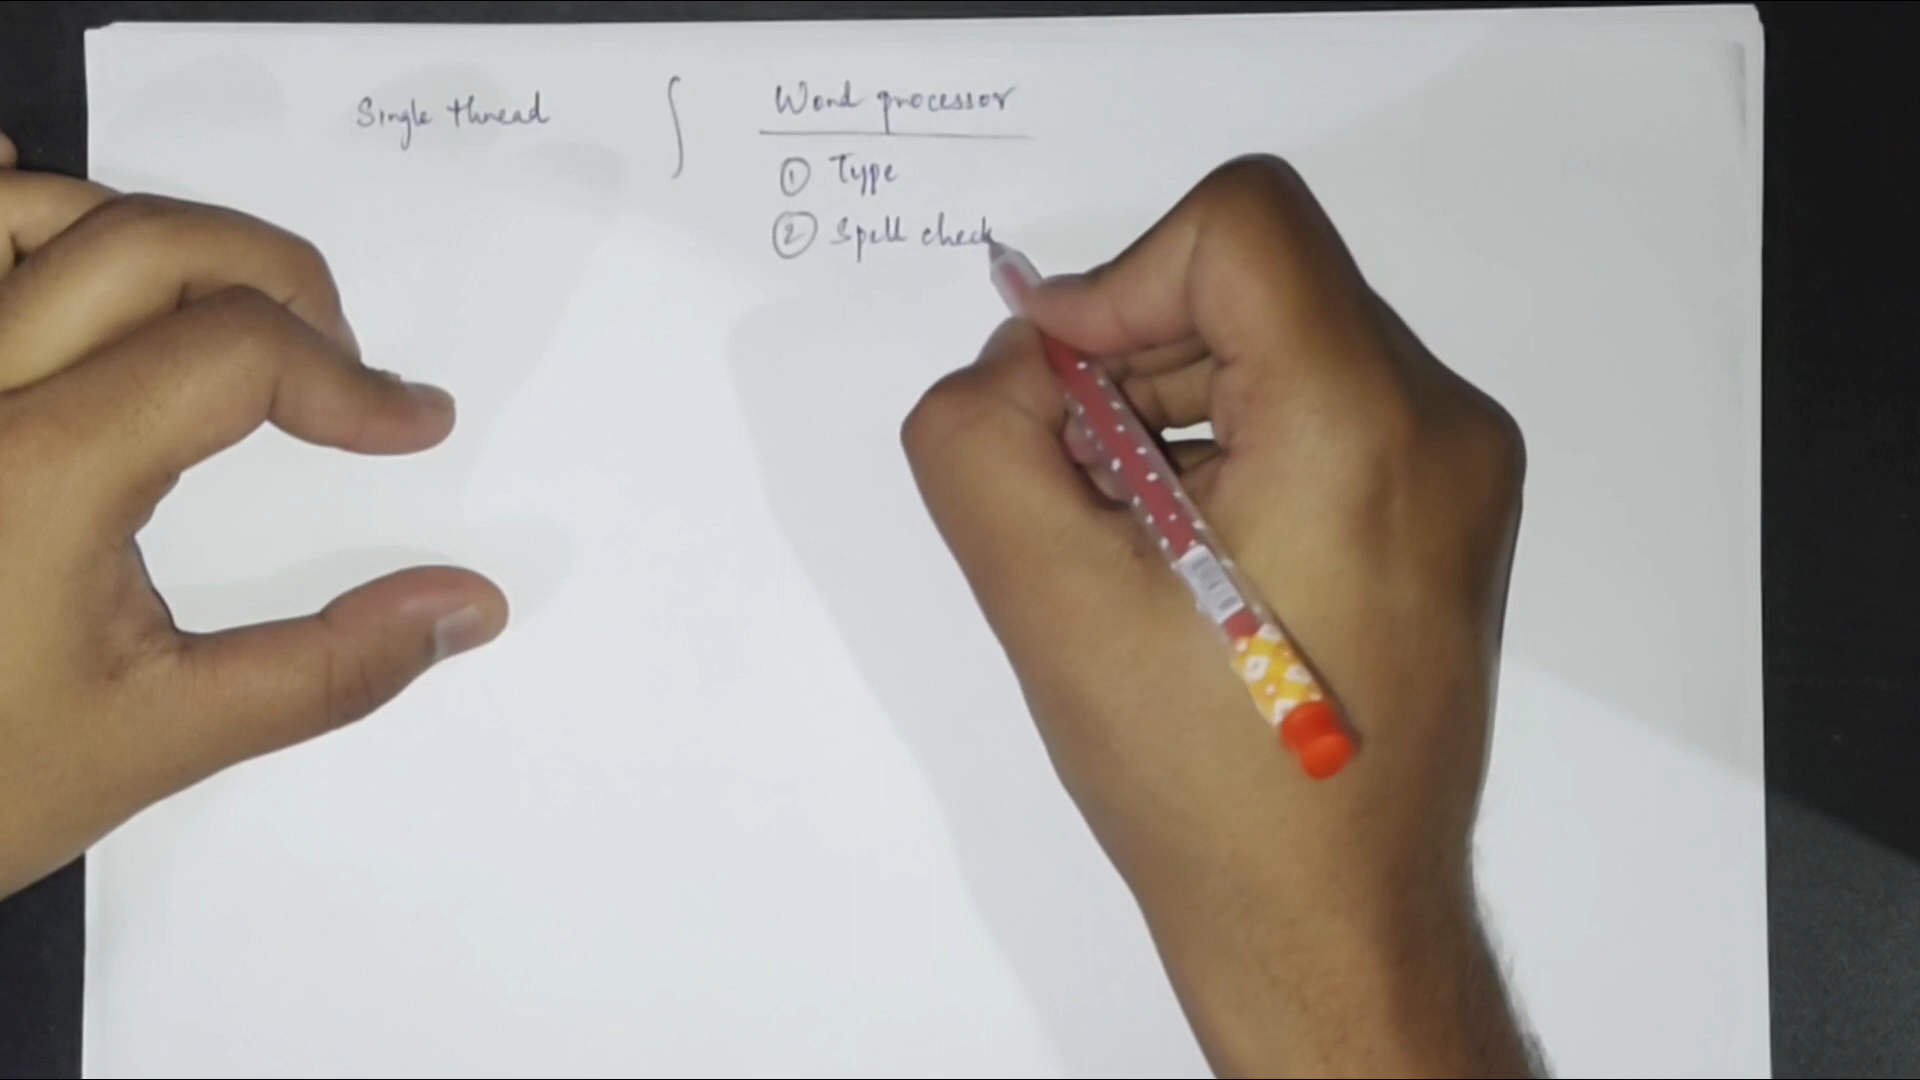 Single thread
Word processor
① Type
② Spell check